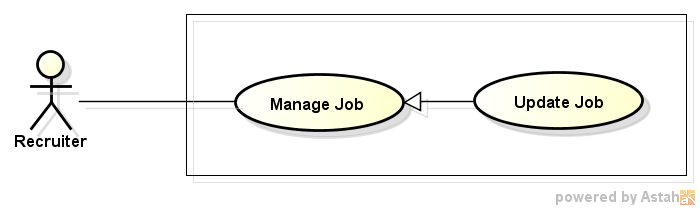 Manage Job
Update Job
Recruiter
powered by Astah